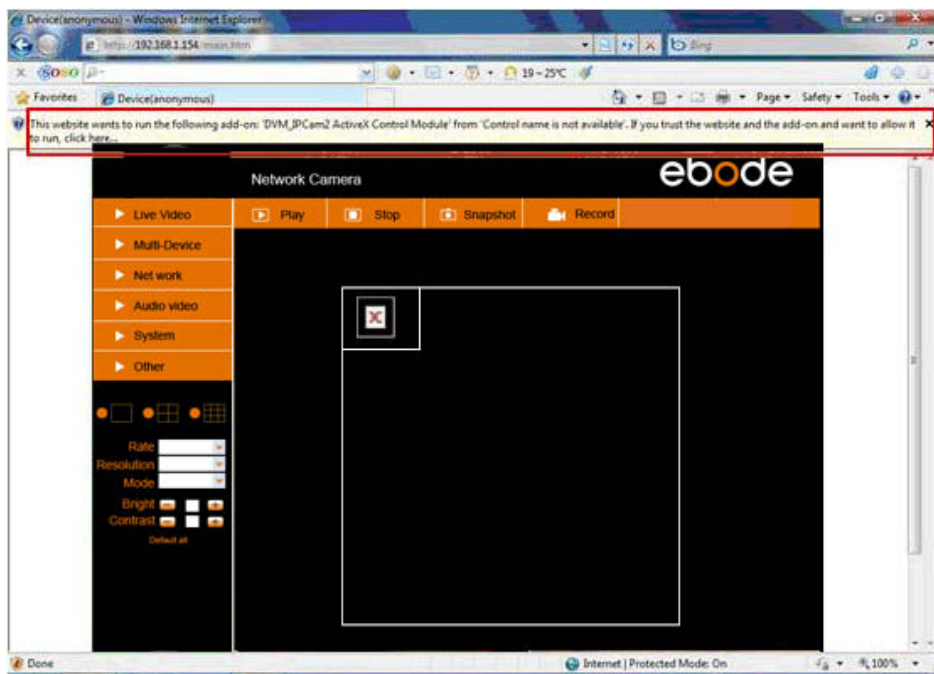 Device(anonymous) - Windows Internet Explorer
http://192.168.1.154/main.htm
Bing
SOSO
19~25℃
Favorites
Device(anonymous)
Page
Safety
Tools
This website wants to run the following add-on: 'DVM_IPCam2 ActiveX Control Module' from 'Control name is not available'. If you trust the website and the add-on and want to allow it
to run, click here...
Network Camera
ebode
Live Video
Play
Stop
Snapshot
Record
Multi-Device
Net work
Audio video
System
Other
Rate
Resolution
Mode
Bright
Contrast
Default all
Done
Internet | Protected Mode: On
100%